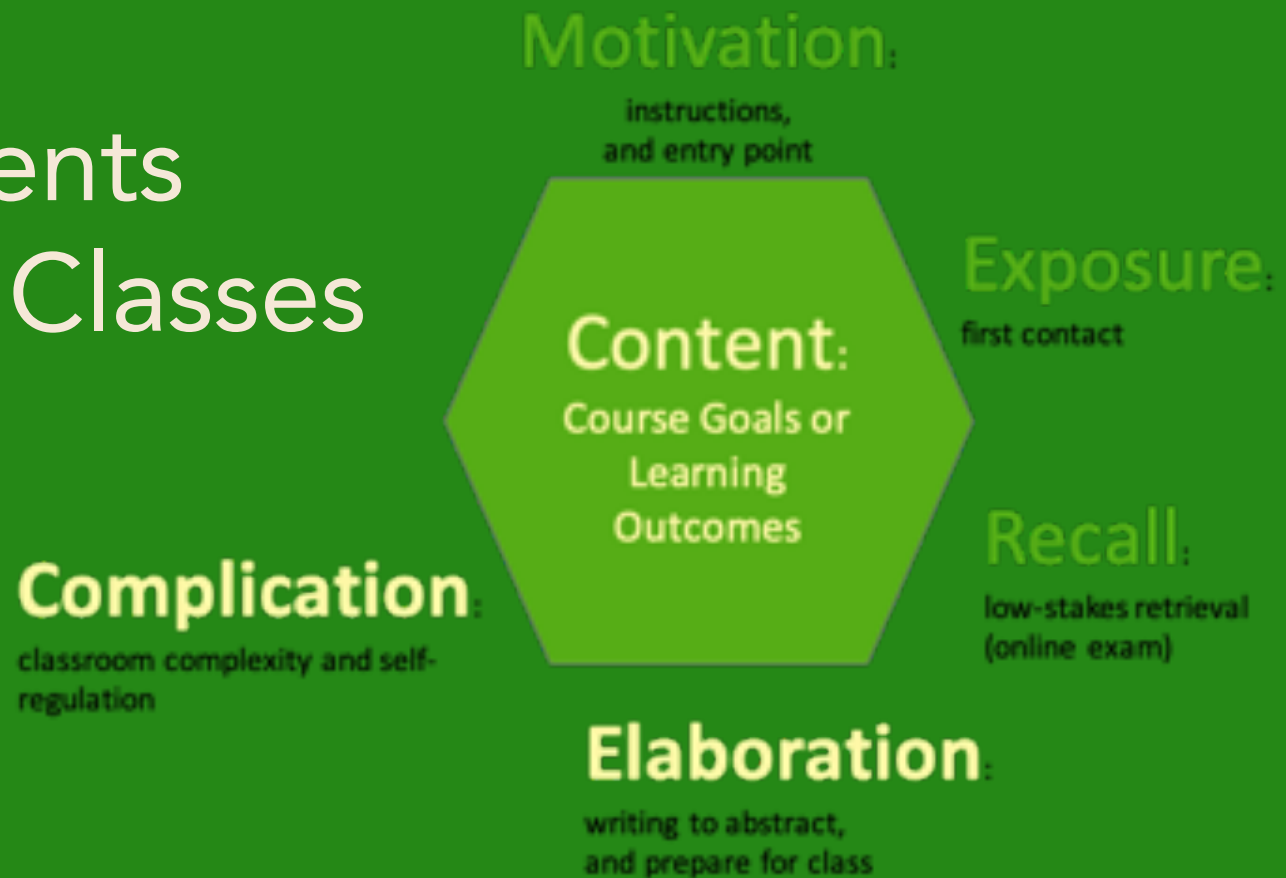 ents
Classes
Motivation:
instructions,
and entry point
Exposure:
first contact
Content:
Course Goals or
Learning
Outcomes
Recall:
low-stakes retrieval
(online exam)
Elaboration:
writing to abstract,
and prepare for class
Complication:
classroom complexity and self-
regulation